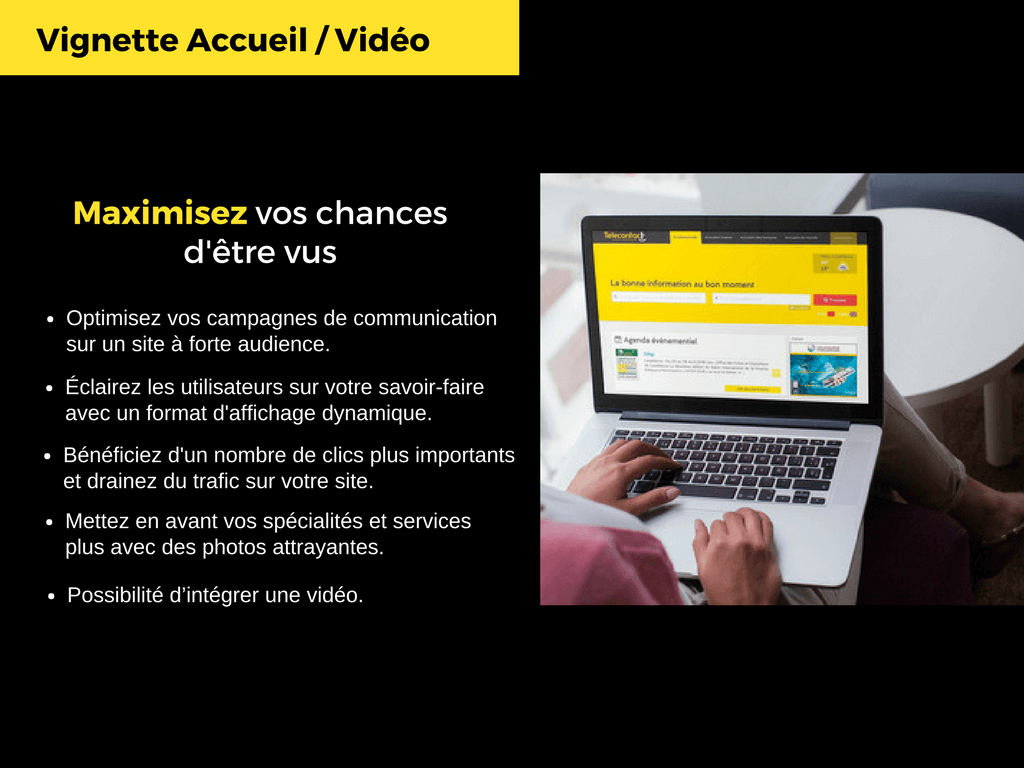 Vignette Accueil / Vidéo
Maximisez vos chances
d'être vus
• Optimisez vos campagnes de communication
sur un site à forte audience.
• Éclairez les utilisateurs sur votre savoir-faire
avec un format d'affichage dynamique.
• Bénéficiez d'un nombre de clics plus importants
et drainez du trafic sur votre site.
• Mettez en avant vos spécialités et services
plus avec des photos attrayantes.
• Possibilité d’intégrer une vidéo.
Telecontact
La bonne information au bon moment
Agenda événementiel